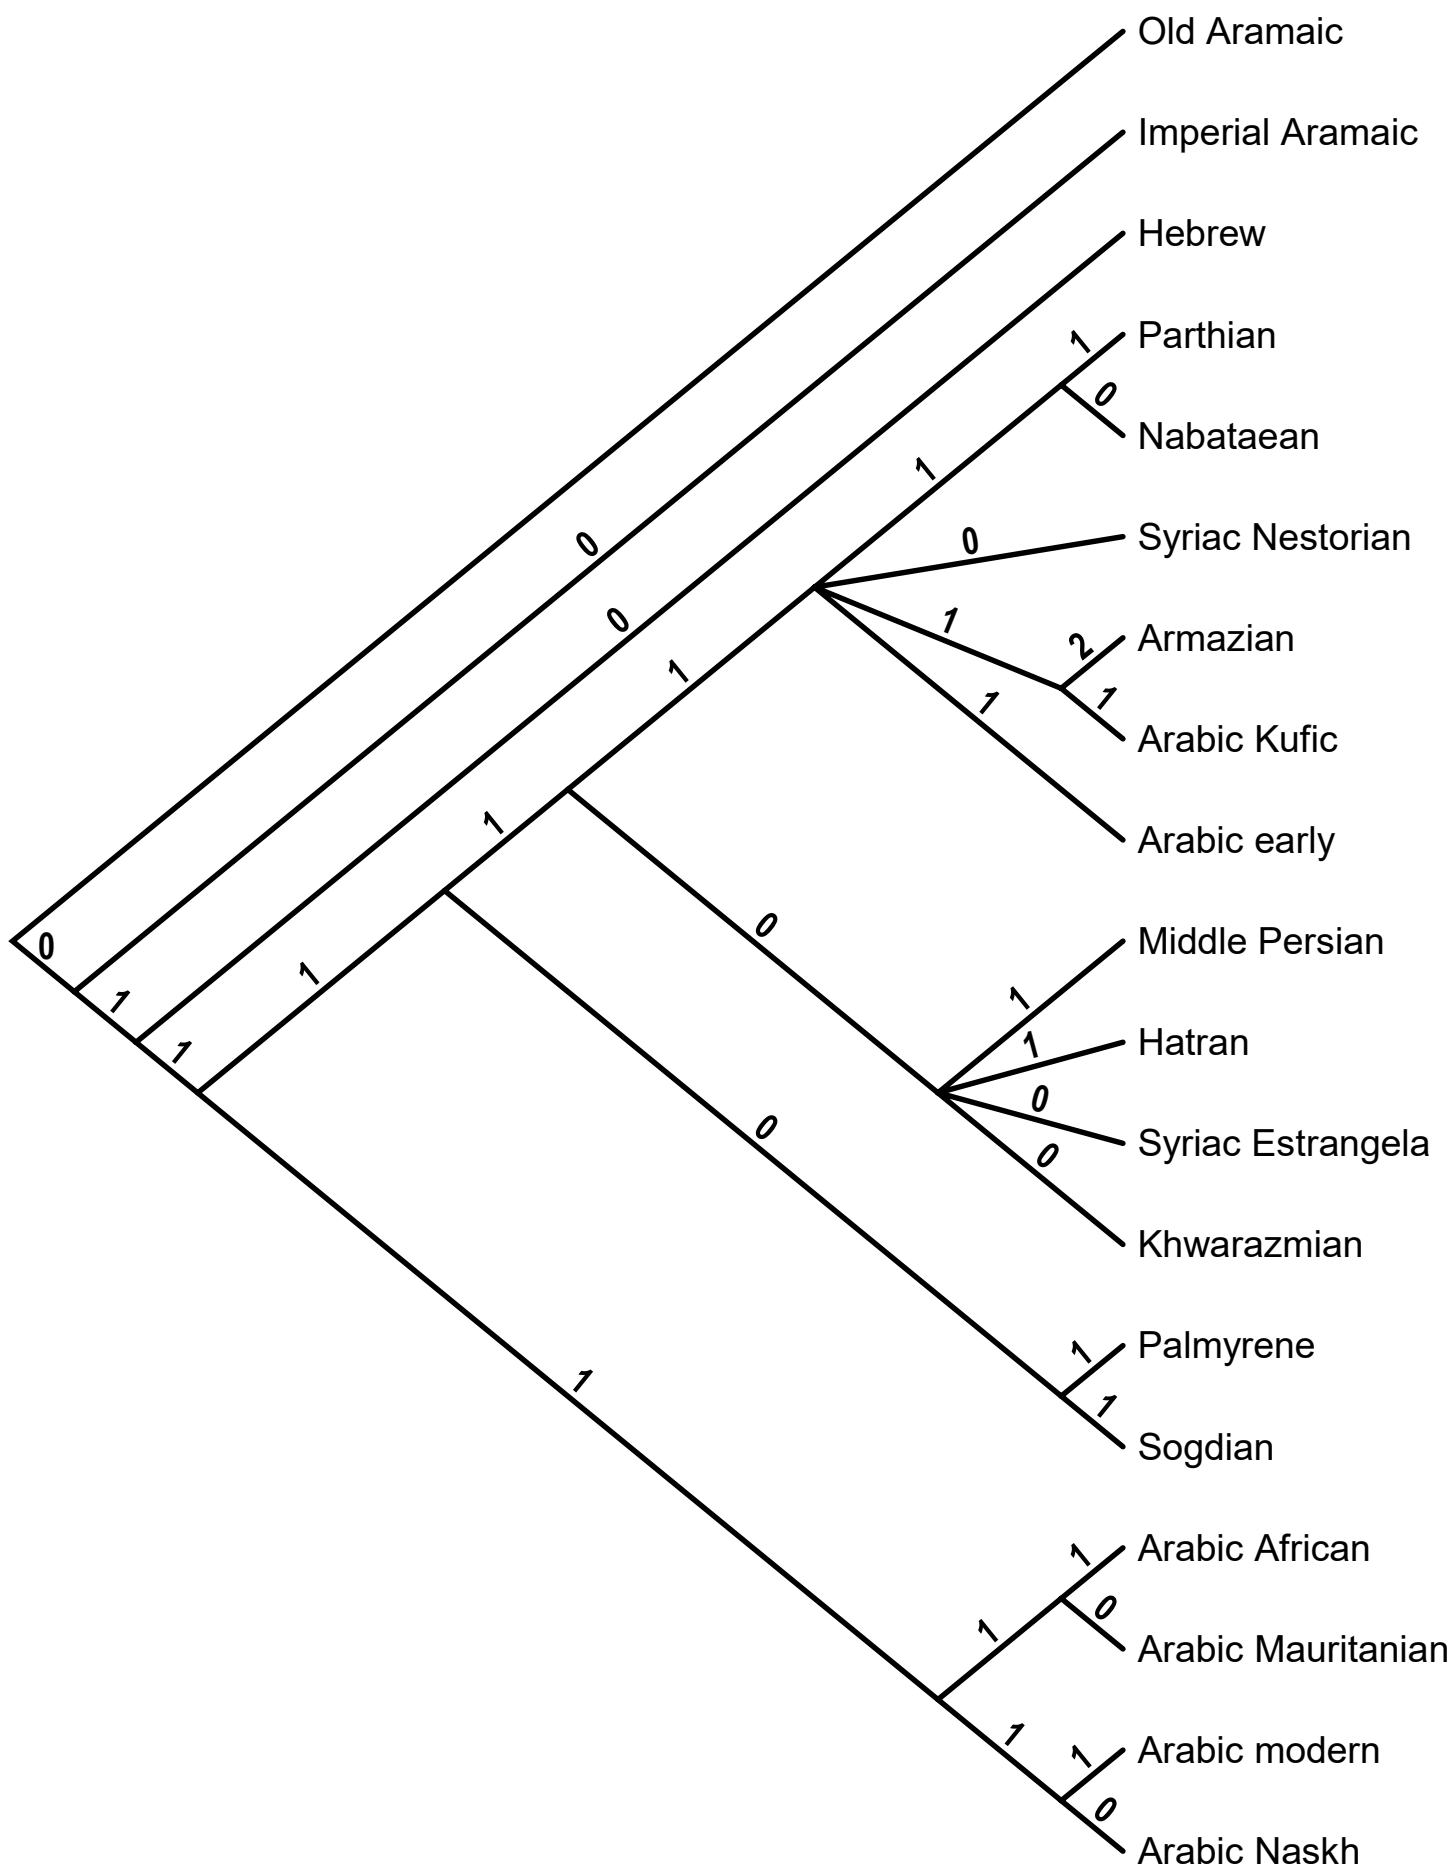 Old Aramaic
Imperial Aramaic
Hebrew
1 Parthian
0
Nabataean
1
0 Syriac Nestorian
0
1
2 Armazian
0
1
1
1
Arabic Kufic
1
Arabic early
0
0
Middle Persian
1
1
1
1
Hatran
1
0
0
Syriac Estrangela
0
Khwarazmian
1 Palmyrene
1
1
Sogdian
1 Arabic African
0
1
Arabic Mauritanian
1
1 Arabic modern
0
Arabic Naskh